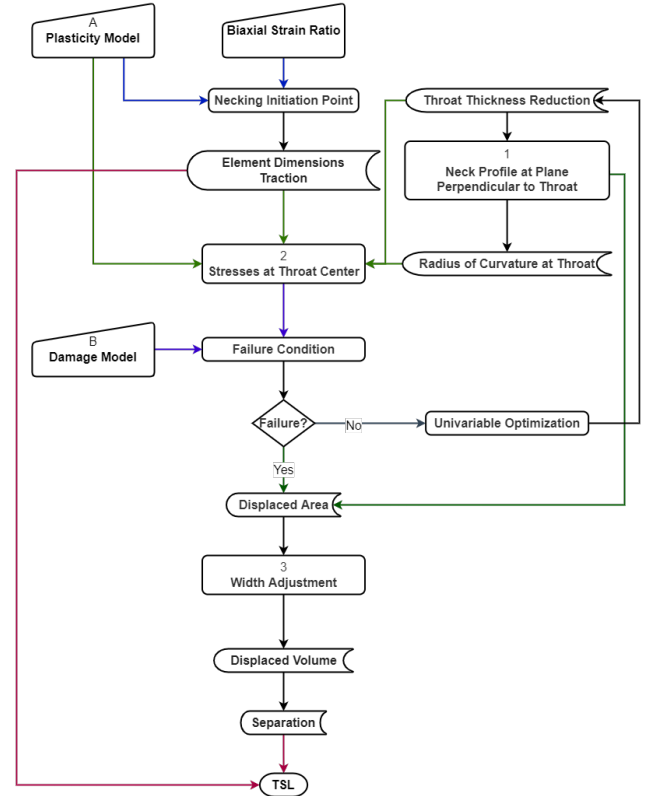 A
Plasticity Model
Biaxial Strain Ratio
Necking Initiation Point
Throat Thickness Reduction
Element Dimensions
Traction
1
Neck Profile at Plane
Perpendicular to Throat
2
Stresses at Throat Center
Radius of Curvature at Throat
B
Damage Model
Failure Condition
Failure?
No
Univariable Optimization
Yes
Displaced Area
3
Width Adjustment
Displaced Volume
Separation
TSL